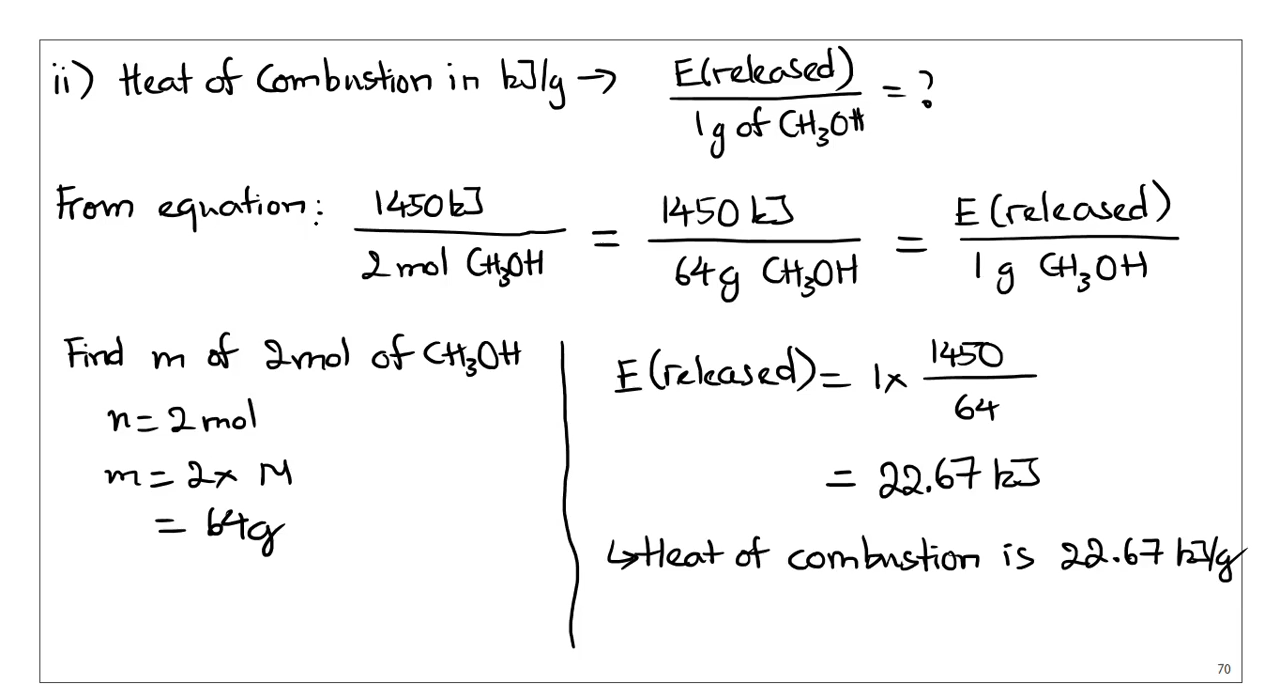 ii) Heat of Combustion in kJ/g → E(released) / 1g of CH₃OH = ?
From equation: 1450kJ / 2mol CH₃OH = 1450 kJ / 64g CH₃OH = E (released) / 1 g CH₃OH
Find m of 2mol of CH₃OH
n = 2 mol
m = 2 × M
= 64g
E (released) = 1 × 1450 / 64
= 22.67 kJ
↳ Heat of combustion is 22.67 kJ/g
70